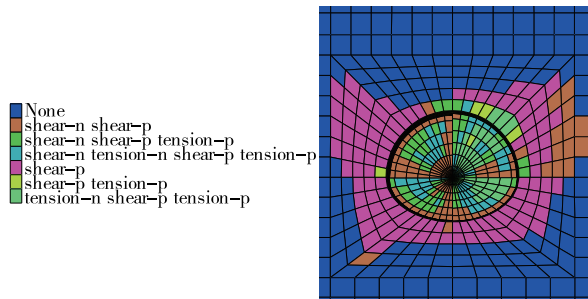 None
shear-n shear-p
shear-n shear-p tension-p
shear-n tension-n shear-p tension-p
shear-p
shear-p tension-p
tension-n shear-p tension-p